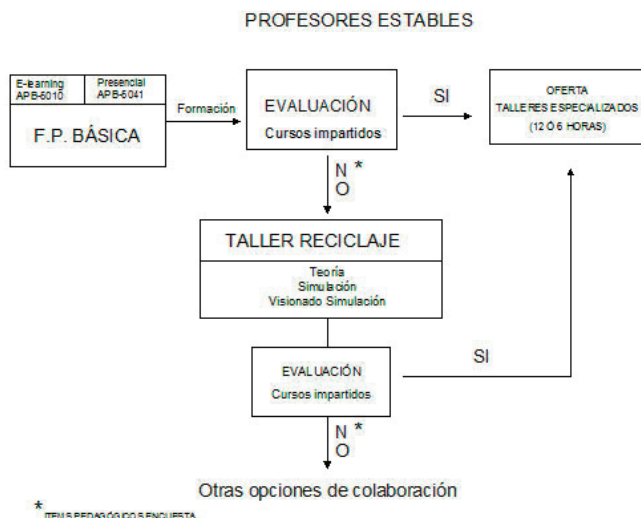 PROFESORES ESTABLES
E-learning
APB-5010
Presencial
APB-5041
F.P. BÁSICA
Formación
EVALUACIÓN
Cursos impartidos
SI
OFERTA
TALLERES ESPECIALIZADOS
(12 Ó 6 HORAS)
N *
O
TALLER RECICLAJE
Teoría
Simulación
Visionado Simulación
EVALUACIÓN
Cursos impartidos
SI
N *
O
Otras opciones de colaboración
* ITEMS PEDAGÓGICOS ENCUESTA